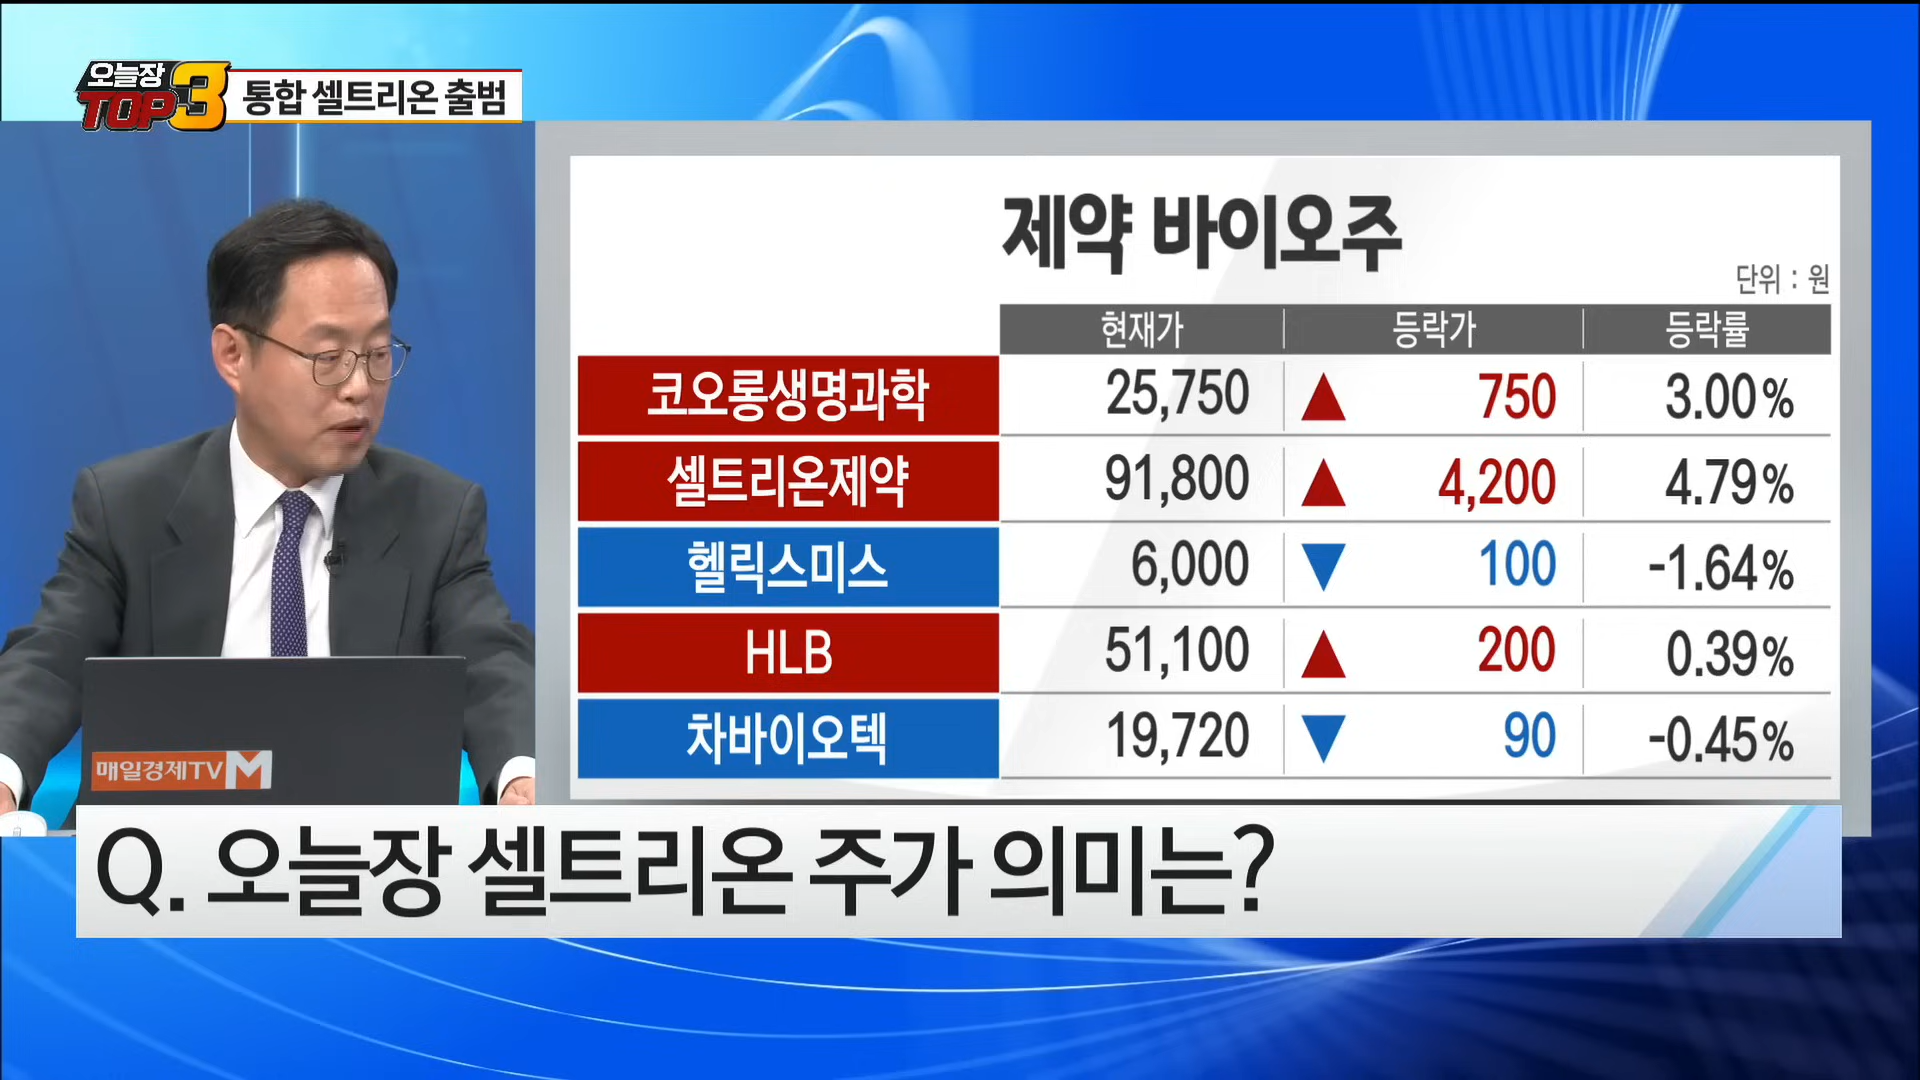 오늘장
TOP3
통합 셀트리온 출범
제약 바이오주
단위 : 원
현재가 등락가 등락률
코오롱생명과학 25,750 ▲ 750 3.00%
셀트리온제약 91,800 ▲ 4,200 4.79%
헬릭스미스 6,000 ▼ 100 -1.64%
HLB 51,100 ▲ 200 0.39%
차바이오텍 19,720 ▼ 90 -0.45%
매일경제TV M
Q. 오늘장 셀트리온 주가 의미는?